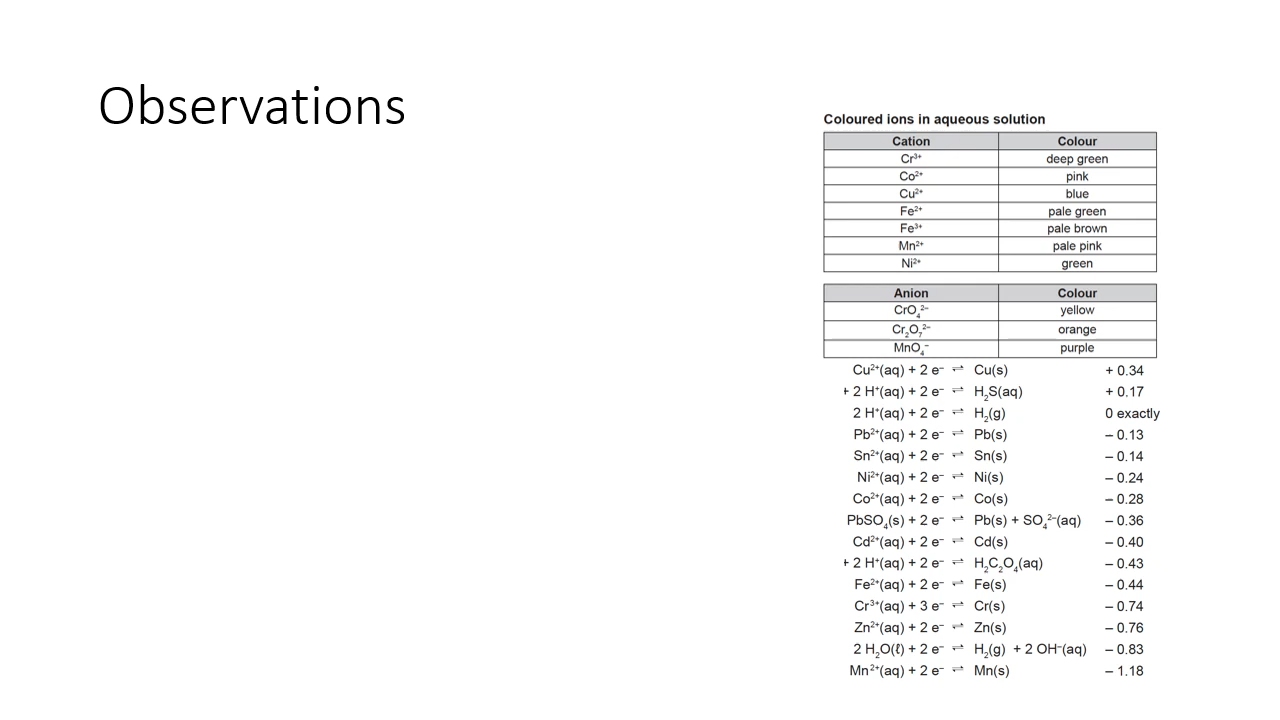 Observations
Coloured ions in aqueous solution
Cation Colour
Cr³⁺ deep green
Co²⁺ pink
Cu²⁺ blue
Fe²⁺ pale green
Fe³⁺ pale brown
Mn²⁺ pale pink
Ni²⁺ green
Anion Colour
CrO₄²⁻ yellow
Cr₂O₇²⁻ orange
MnO₄⁻ purple
Cu²⁺(aq) + 2 e⁻ ⇌ Cu(s) + 0.34
+ 2 H⁺(aq) + 2 e⁻ ⇌ H₂S(aq) + 0.17
2 H⁺(aq) + 2 e⁻ ⇌ H₂(g) 0 exactly
Pb²⁺(aq) + 2 e⁻ ⇌ Pb(s) – 0.13
Sn²⁺(aq) + 2 e⁻ ⇌ Sn(s) – 0.14
Ni²⁺(aq) + 2 e⁻ ⇌ Ni(s) – 0.24
Co²⁺(aq) + 2 e⁻ ⇌ Co(s) – 0.28
PbSO₄(s) + 2 e⁻ ⇌ Pb(s) + SO₄²⁻(aq) – 0.36
Cd²⁺(aq) + 2 e⁻ ⇌ Cd(s) – 0.40
+ 2 H⁺(aq) + 2 e⁻ ⇌ H₂C₂O₄(aq) – 0.43
Fe²⁺(aq) + 2 e⁻ ⇌ Fe(s) – 0.44
Cr³⁺(aq) + 3 e⁻ ⇌ Cr(s) – 0.74
Zn²⁺(aq) + 2 e⁻ ⇌ Zn(s) – 0.76
2 H₂O(ℓ) + 2 e⁻ ⇌ H₂(g) + 2 OH⁻(aq) – 0.83
Mn²⁺(aq) + 2 e⁻ ⇌ Mn(s) – 1.18